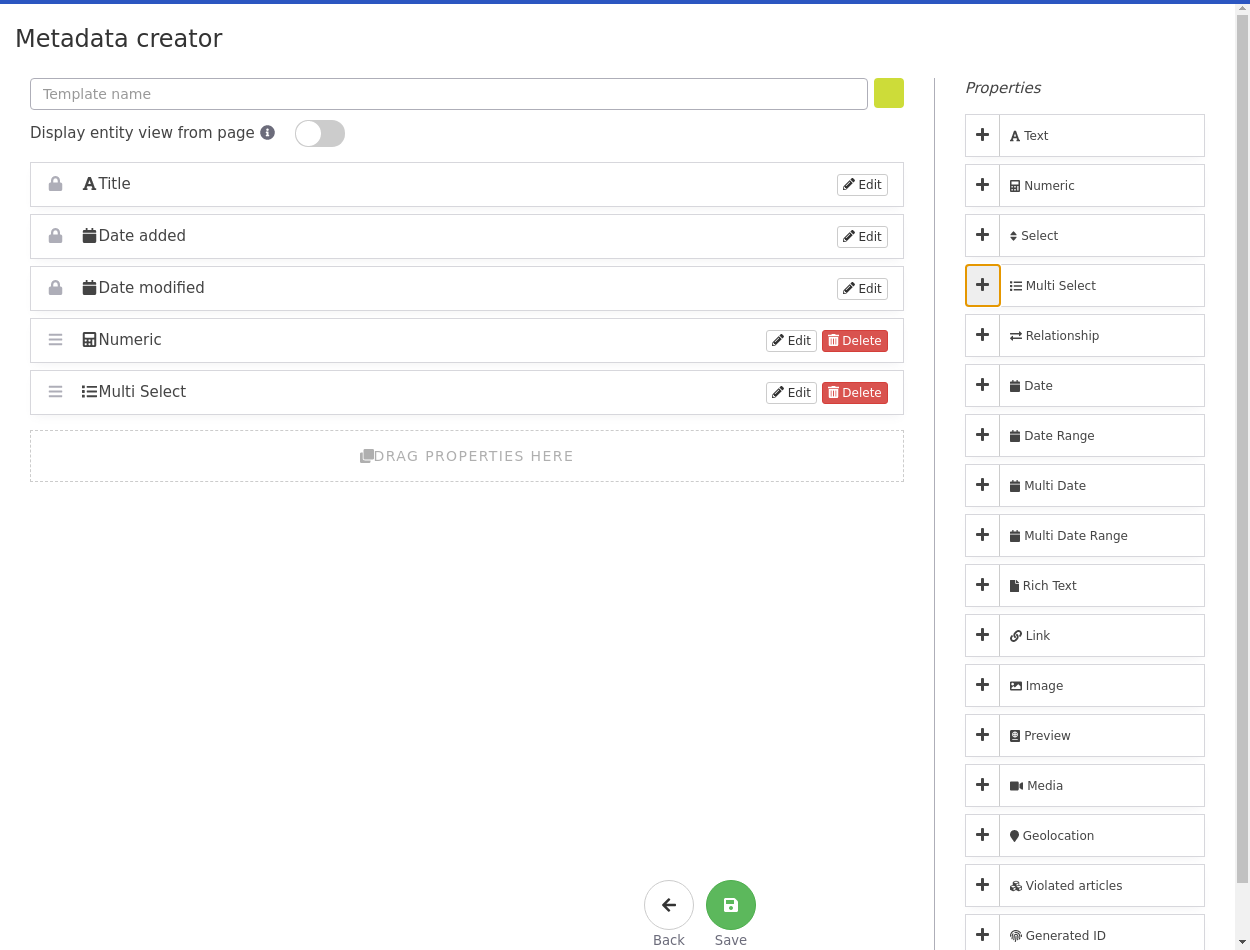 Metadata creator
Template name
Display entity view from page
Title
Edit
Date added
Edit
Date modified
Edit
Numeric
Edit
Delete
Multi Select
Edit
Delete
DRAG PROPERTIES HERE
Back
Save
Properties
Text
Numeric
Select
Multi Select
Relationship
Date
Date Range
Multi Date
Multi Date Range
Rich Text
Link
Image
Preview
Media
Geolocation
Violated articles
Generated ID